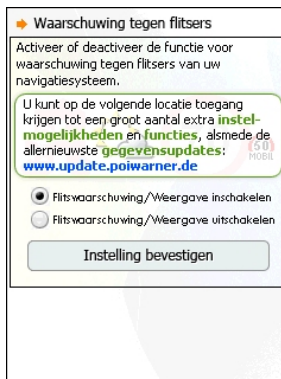 Waarschuwing tegen flitsers
Activeer of deactiveer de functie voor
waarschuwing tegen flitsers van uw
navigatiesysteem.
U kunt op de volgende locatie toegang
krijgen tot een groot aantal extra instel-
mogelijkheden en functies, alsmede de
allernieuwste gegevensupdates:
www.update.poiwarner.de
50
MOBIL
Flitswaarschuwing/Weergave inschakelen
Flitswaarschuwing/Weergave uitschakelen
Instelling bevestigen